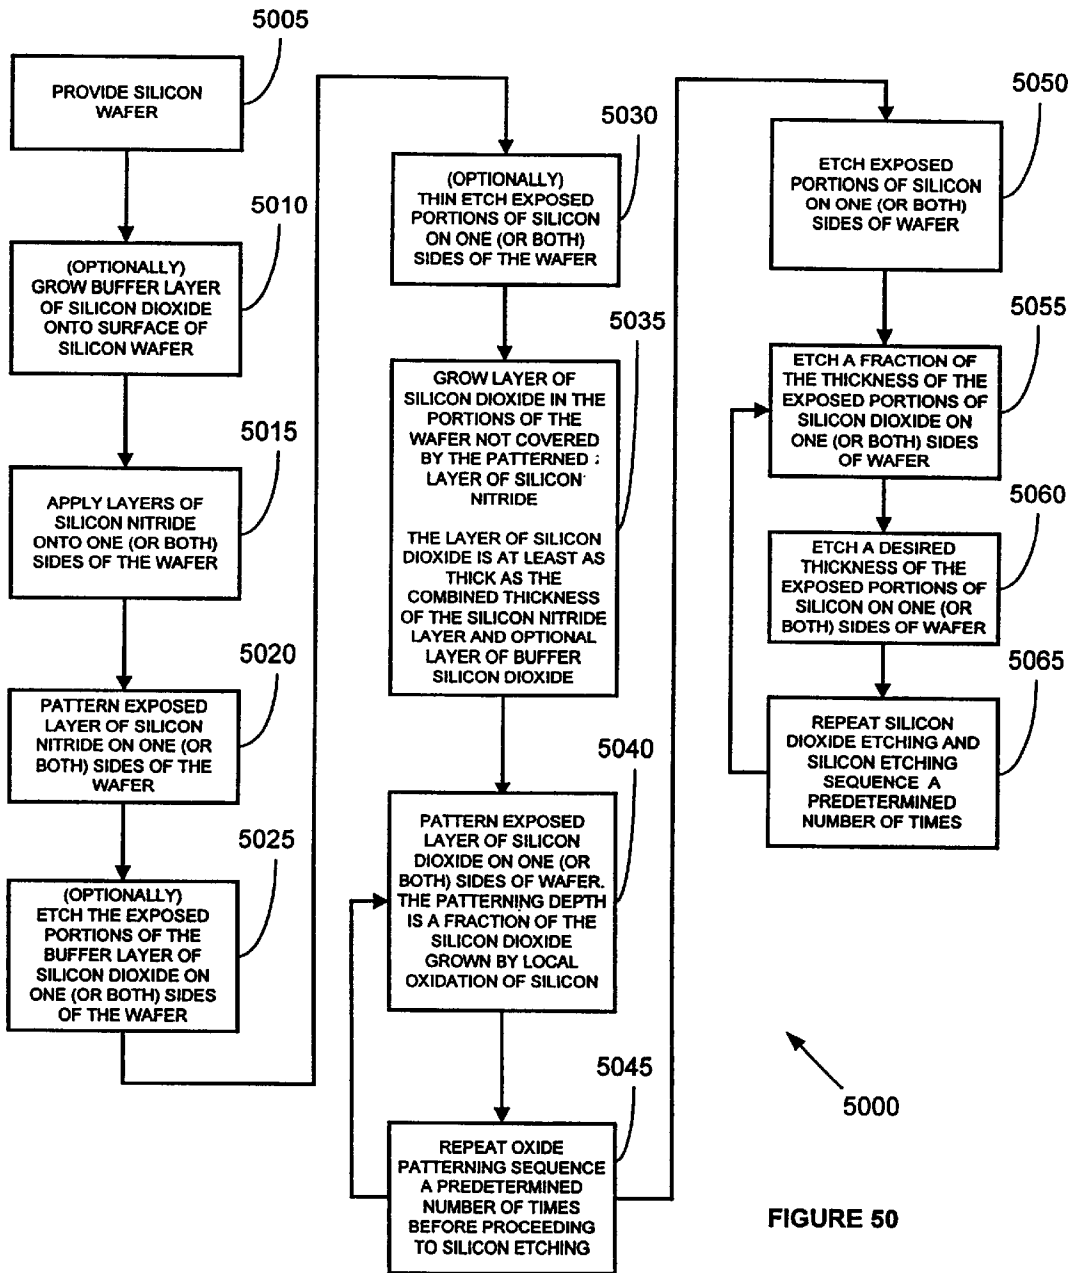 5005
PROVIDE SILICON
WAFER
5010
(OPTIONALLY)
GROW BUFFER LAYER
OF SILICON DIOXIDE
ONTO SURFACE OF
SILICON WAFER
5015
APPLY LAYERS OF
SILICON NITRIDE
ONTO ONE (OR BOTH)
SIDES OF THE WAFER
5020
PATTERN EXPOSED
LAYER OF SILICON
NITRIDE ON ONE (OR
BOTH) SIDES OF THE
WAFER
5025
(OPTIONALLY)
ETCH THE EXPOSED
PORTIONS OF THE
BUFFER LAYER OF
SILICON DIOXIDE ON
ONE (OR BOTH) SIDES
OF THE WAFER
5030
(OPTIONALLY)
THIN ETCH EXPOSED
PORTIONS OF SILICON
ON ONE (OR BOTH)
SIDES OF THE WAFER
5035
GROW LAYER OF
SILICON DIOXIDE IN THE
PORTIONS OF THE
WAFER NOT COVERED
BY THE PATTERNED
LAYER OF SILICON
NITRIDE
THE LAYER OF SILICON
DIOXIDE IS AT LEAST AS
THICK AS THE
COMBINED THICKNESS
OF THE SILICON NITRIDE
LAYER AND OPTIONAL
LAYER OF BUFFER
SILICON DIOXIDE
5040
PATTERN EXPOSED
LAYER OF SILICON
DIOXIDE ON ONE (OR
BOTH) SIDES OF WAFER.
THE PATTERNING DEPTH
IS A FRACTION OF THE
SILICON DIOXIDE
GROWN BY LOCAL
OXIDATION OF SILICON
5045
REPEAT OXIDE
PATTERNING SEQUENCE
A PREDETERMINED
NUMBER OF TIMES
BEFORE PROCEEDING
TO SILICON ETCHING
5050
ETCH EXPOSED
PORTIONS OF SILICON
ON ONE (OR BOTH)
SIDES OF WAFER
5055
ETCH A FRACTION OF
THE THICKNESS OF THE
EXPOSED PORTIONS OF
SILICON DIOXIDE ON
ONE (OR BOTH) SIDES
OF WAFER
5060
ETCH A DESIRED
THICKNESS OF THE
EXPOSED PORTIONS OF
SILICON ON ONE (OR
BOTH) SIDES OF WAFER
5065
REPEAT SILICON
DIOXIDE ETCHING AND
SILICON ETCHING
SEQUENCE A
PREDETERMINED
NUMBER OF TIMES
5000
FIGURE 50